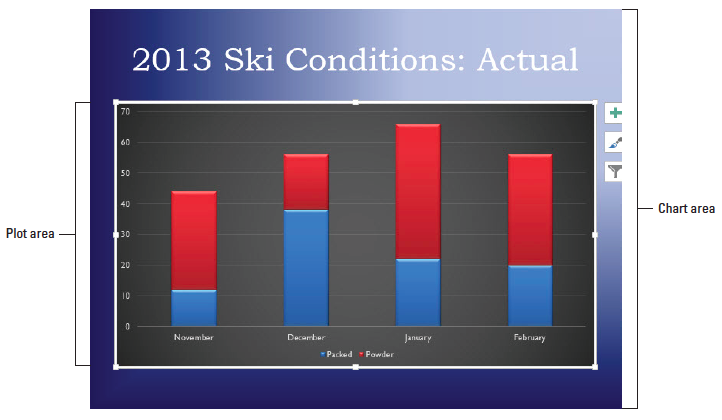 2013 Ski Conditions: Actual
70
60
50
40
30
20
10
0
November December January February
Packed Powder
Plot area
Chart area